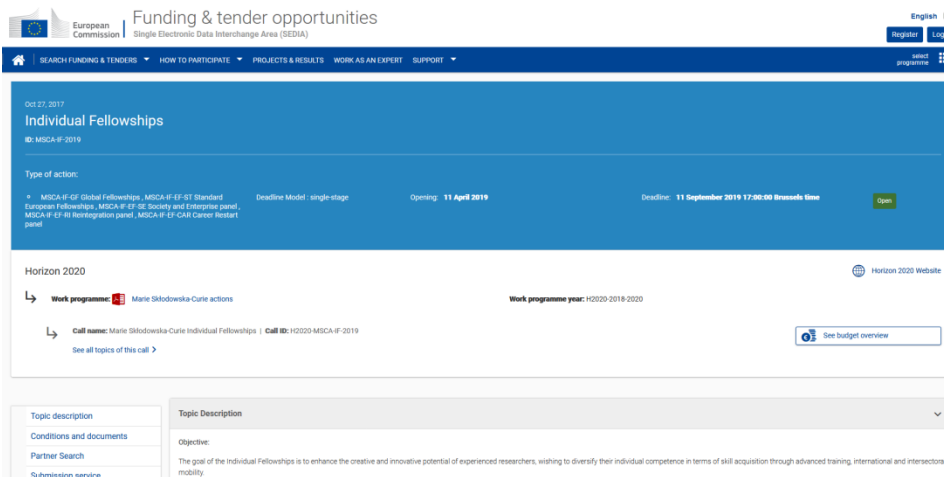 European
Commission
Funding & tender opportunities
Single Electronic Data Interchange Area (SEDIA)
English
Register
Log
SEARCH FUNDING & TENDERS HOW TO PARTICIPATE PROJECTS & RESULTS WORK AS AN EXPERT SUPPORT
select
programme
Oct 27, 2017
Individual Fellowships
ID: MSCA-IF-2019
Type of action:
MSCA-IF-GF Global Fellowships , MSCA-IF-EF-ST Standard
European Fellowships , MSCA-IF-EF-SE Society and Enterprise panel ,
MSCA-IF-EF-RI Reintegration panel , MSCA-IF-EF-CAR Career Restart
panel
Deadline Model : single-stage
Opening: 11 April 2019
Deadline: 11 September 2019 17:00:00 Brussels time
Open
Horizon 2020
Horizon 2020 Website
Work programme: Marie Skłodowska-Curie actions
Work programme year: H2020-2018-2020
Call name: Marie Skłodowska-Curie Individual Fellowships | Call ID: H2020-MSCA-IF-2019
See all topics of this call
See budget overview
Topic description
Conditions and documents
Partner Search
Submission service
Topic Description
Objective:
The goal of the Individual Fellowships is to enhance the creative and innovative potential of experienced researchers, wishing to diversify their individual competence in terms of skill acquisition through advanced training, international and intersectora
mobility.